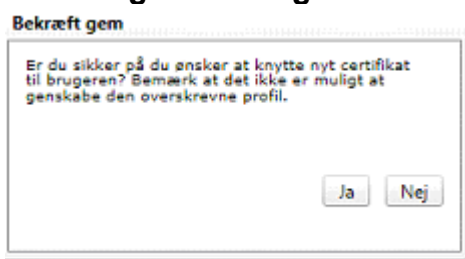 Bekræft gem
Er du sikker på du ønsker at knytte nyt certifikat
til brugeren? Bemærk at det ikke er muligt at
genskabe den overskrevne profil.
Ja Nej